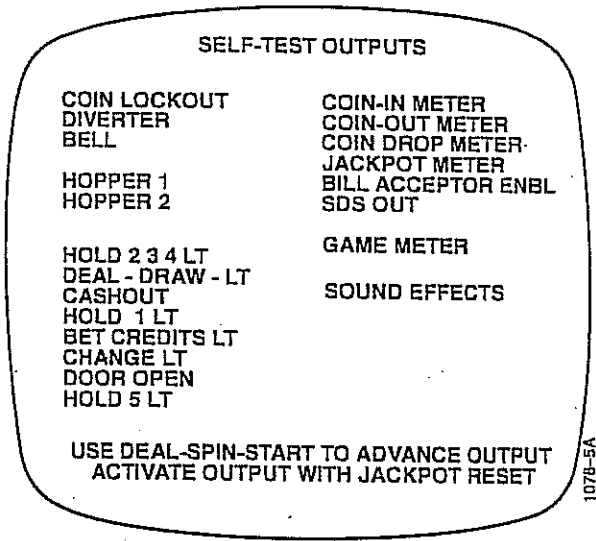 SELF-TEST OUTPUTS
COIN LOCKOUT
DIVERTER
BELL
HOPPER 1
HOPPER 2
HOLD 2 3 4 LT
DEAL - DRAW - LT
CASHOUT
HOLD 1 LT
BET CREDITS LT
CHANGE LT
DOOR OPEN
HOLD 5 LT
COIN-IN METER
COIN-OUT METER
COIN DROP METER
JACKPOT METER
BILL ACCEPTOR ENBL
SDS OUT
GAME METER
SOUND EFFECTS
USE DEAL-SPIN-START TO ADVANCE OUTPUT
ACTIVATE OUTPUT WITH JACKPOT RESET
1078-5A